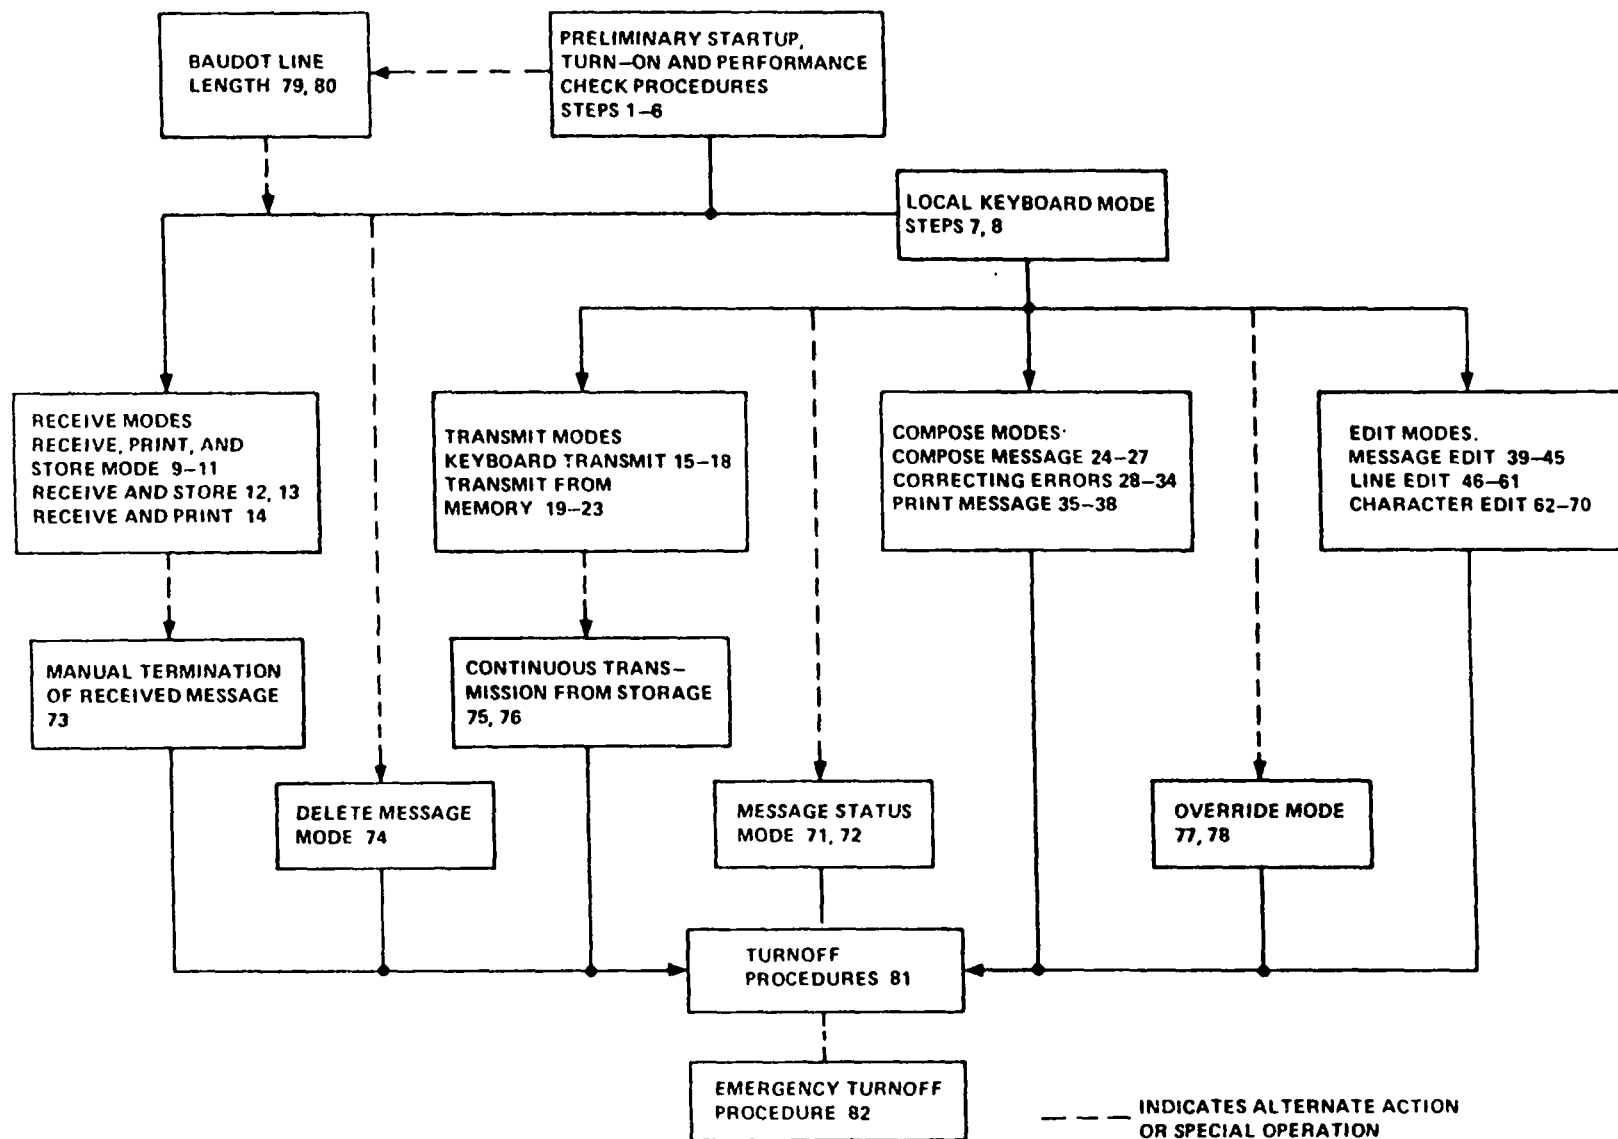 BAUDOT LINE
LENGTH 79, 80
PRELIMINARY STARTUP,
TURN-ON AND PERFORMANCE
CHECK PROCEDURES
STEPS 1-6
LOCAL KEYBOARD MODE
STEPS 7, 8
RECEIVE MODES
RECEIVE, PRINT, AND
STORE MODE 9-11
RECEIVE AND STORE 12, 13
RECEIVE AND PRINT 14
TRANSMIT MODES
KEYBOARD TRANSMIT 15-18
TRANSMIT FROM
MEMORY 19-23
COMPOSE MODES
COMPOSE MESSAGE 24-27
CORRECTING ERRORS 28-34
PRINT MESSAGE 35-38
EDIT MODES.
MESSAGE EDIT 39-45
LINE EDIT 46-61
CHARACTER EDIT 62-70
MANUAL TERMINATION
OF RECEIVED MESSAGE
73
CONTINUOUS TRANS-
MISSION FROM STORAGE
75, 76
DELETE MESSAGE
MODE 74
MESSAGE STATUS
MODE 71, 72
OVERRIDE MODE
77, 78
TURNOFF
PROCEDURES 81
EMERGENCY TURNOFF
PROCEDURE 82
INDICATES ALTERNATE ACTION
OR SPECIAL OPERATION